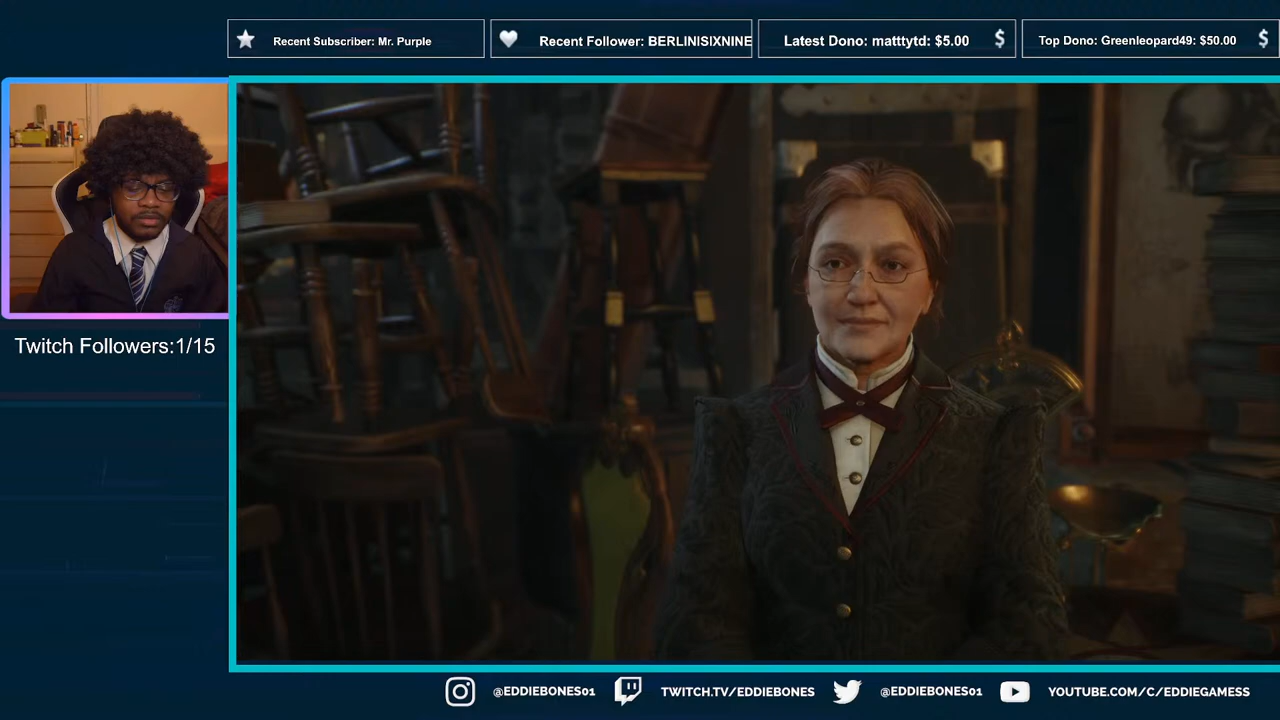 Recent Subscriber: Mr. Purple
Recent Follower: BERLINISIXNINE
Latest Dono: matttytd: $5.00
$
Top Dono: Greenleopard49: $50.00
$
Twitch Followers:1/15
@EDDIEBONES01
TWITCH.TV/EDDIEBONES
@EDDIEBONES01
YOUTUBE.COM/C/EDDIEGAMESS